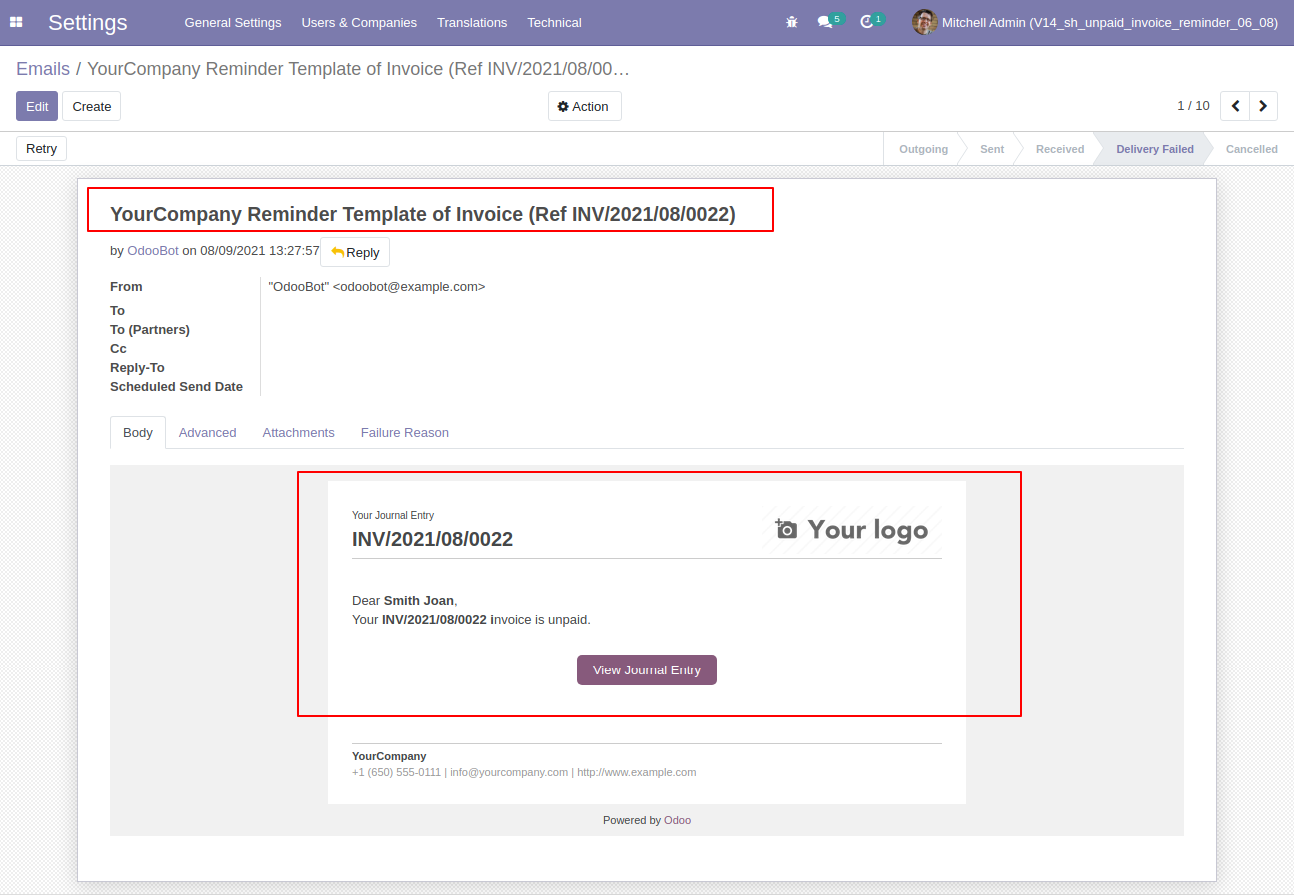 Settings General Settings Users & Companies Translations Technical 5 1 Mitchell Admin (V14_sh_unpaid_invoice_reminder_06_08)
Emails / YourCompany Reminder Template of Invoice (Ref INV/2021/08/00…
Edit Create Action 1 / 10
Retry Outgoing Sent Received Delivery Failed Cancelled
YourCompany Reminder Template of Invoice (Ref INV/2021/08/0022)
by OdooBot on 08/09/2021 13:27:57 Reply
From "OdooBot" <odoobot@example.com>
To
To (Partners)
Cc
Reply-To
Scheduled Send Date
Body Advanced Attachments Failure Reason
Your Journal Entry
INV/2021/08/0022 Your logo
Dear Smith Joan,
Your INV/2021/08/0022 invoice is unpaid.
View Journal Entry
YourCompany
+1 (650) 555-0111 | info@yourcompany.com | http://www.example.com
Powered by Odoo